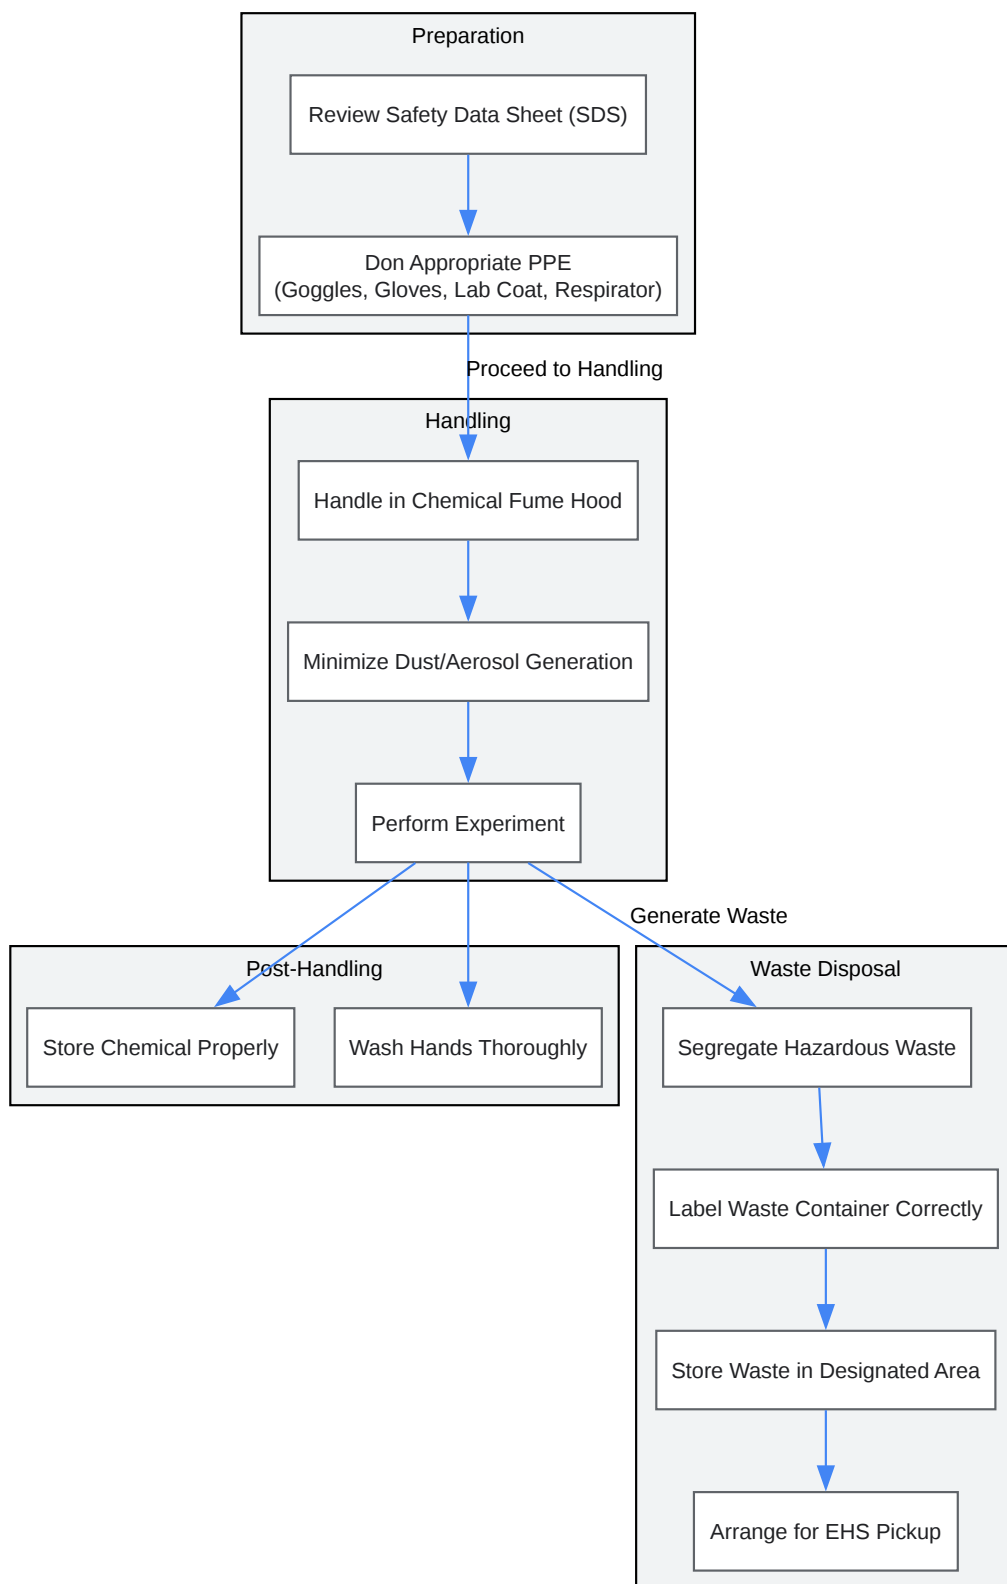 Preparation
Review Safety Data Sheet (SDS)
Don Appropriate PPE
(Goggles, Gloves, Lab Coat, Respirator)
Proceed to Handling
Handling
Handle in Chemical Fume Hood
Minimize Dust/Aerosol Generation
Perform Experiment
Generate Waste
Post-Handling
Store Chemical Properly
Wash Hands Thoroughly
Waste Disposal
Segregate Hazardous Waste
Label Waste Container Correctly
Store Waste in Designated Area
Arrange for EHS Pickup